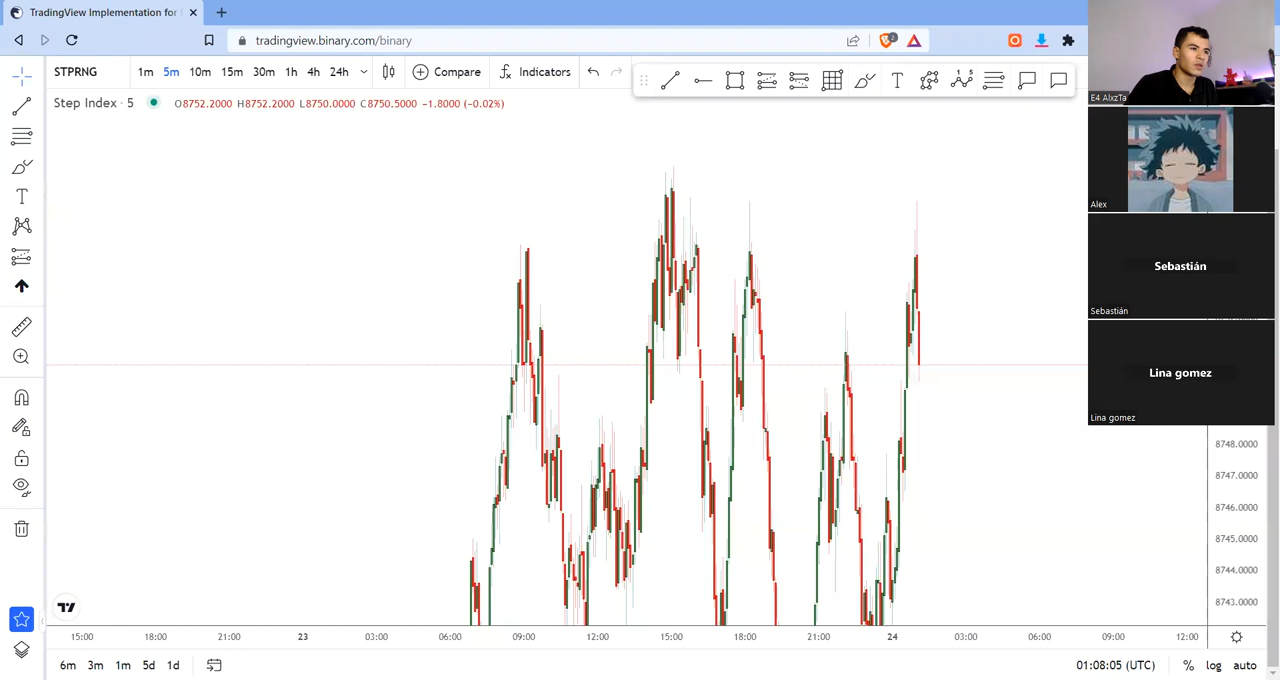 TradingView Implementation for
tradingview.binary.com/binary
2
STPRNG
1m 5m 10m 15m 30m 1h 4h 24h
Compare
Indicators
Step Index · 5
O8752.2000 H8752.2000 L8750.0000 C8750.5000 -1.8000 (-0.02%)
E4 AlxzTa
Alex
Sebastián
Sebastián
Lina gomez
Lina gomez
8748.0000
8747.0000
8746.0000
8745.0000
8744.0000
8743.0000
15:00 18:00 21:00 23 03:00 06:00 09:00 12:00 15:00 18:00 21:00 24 03:00 06:00 09:00 12:00
6m 3m 1m 5d 1d
01:08:05 (UTC) % log auto